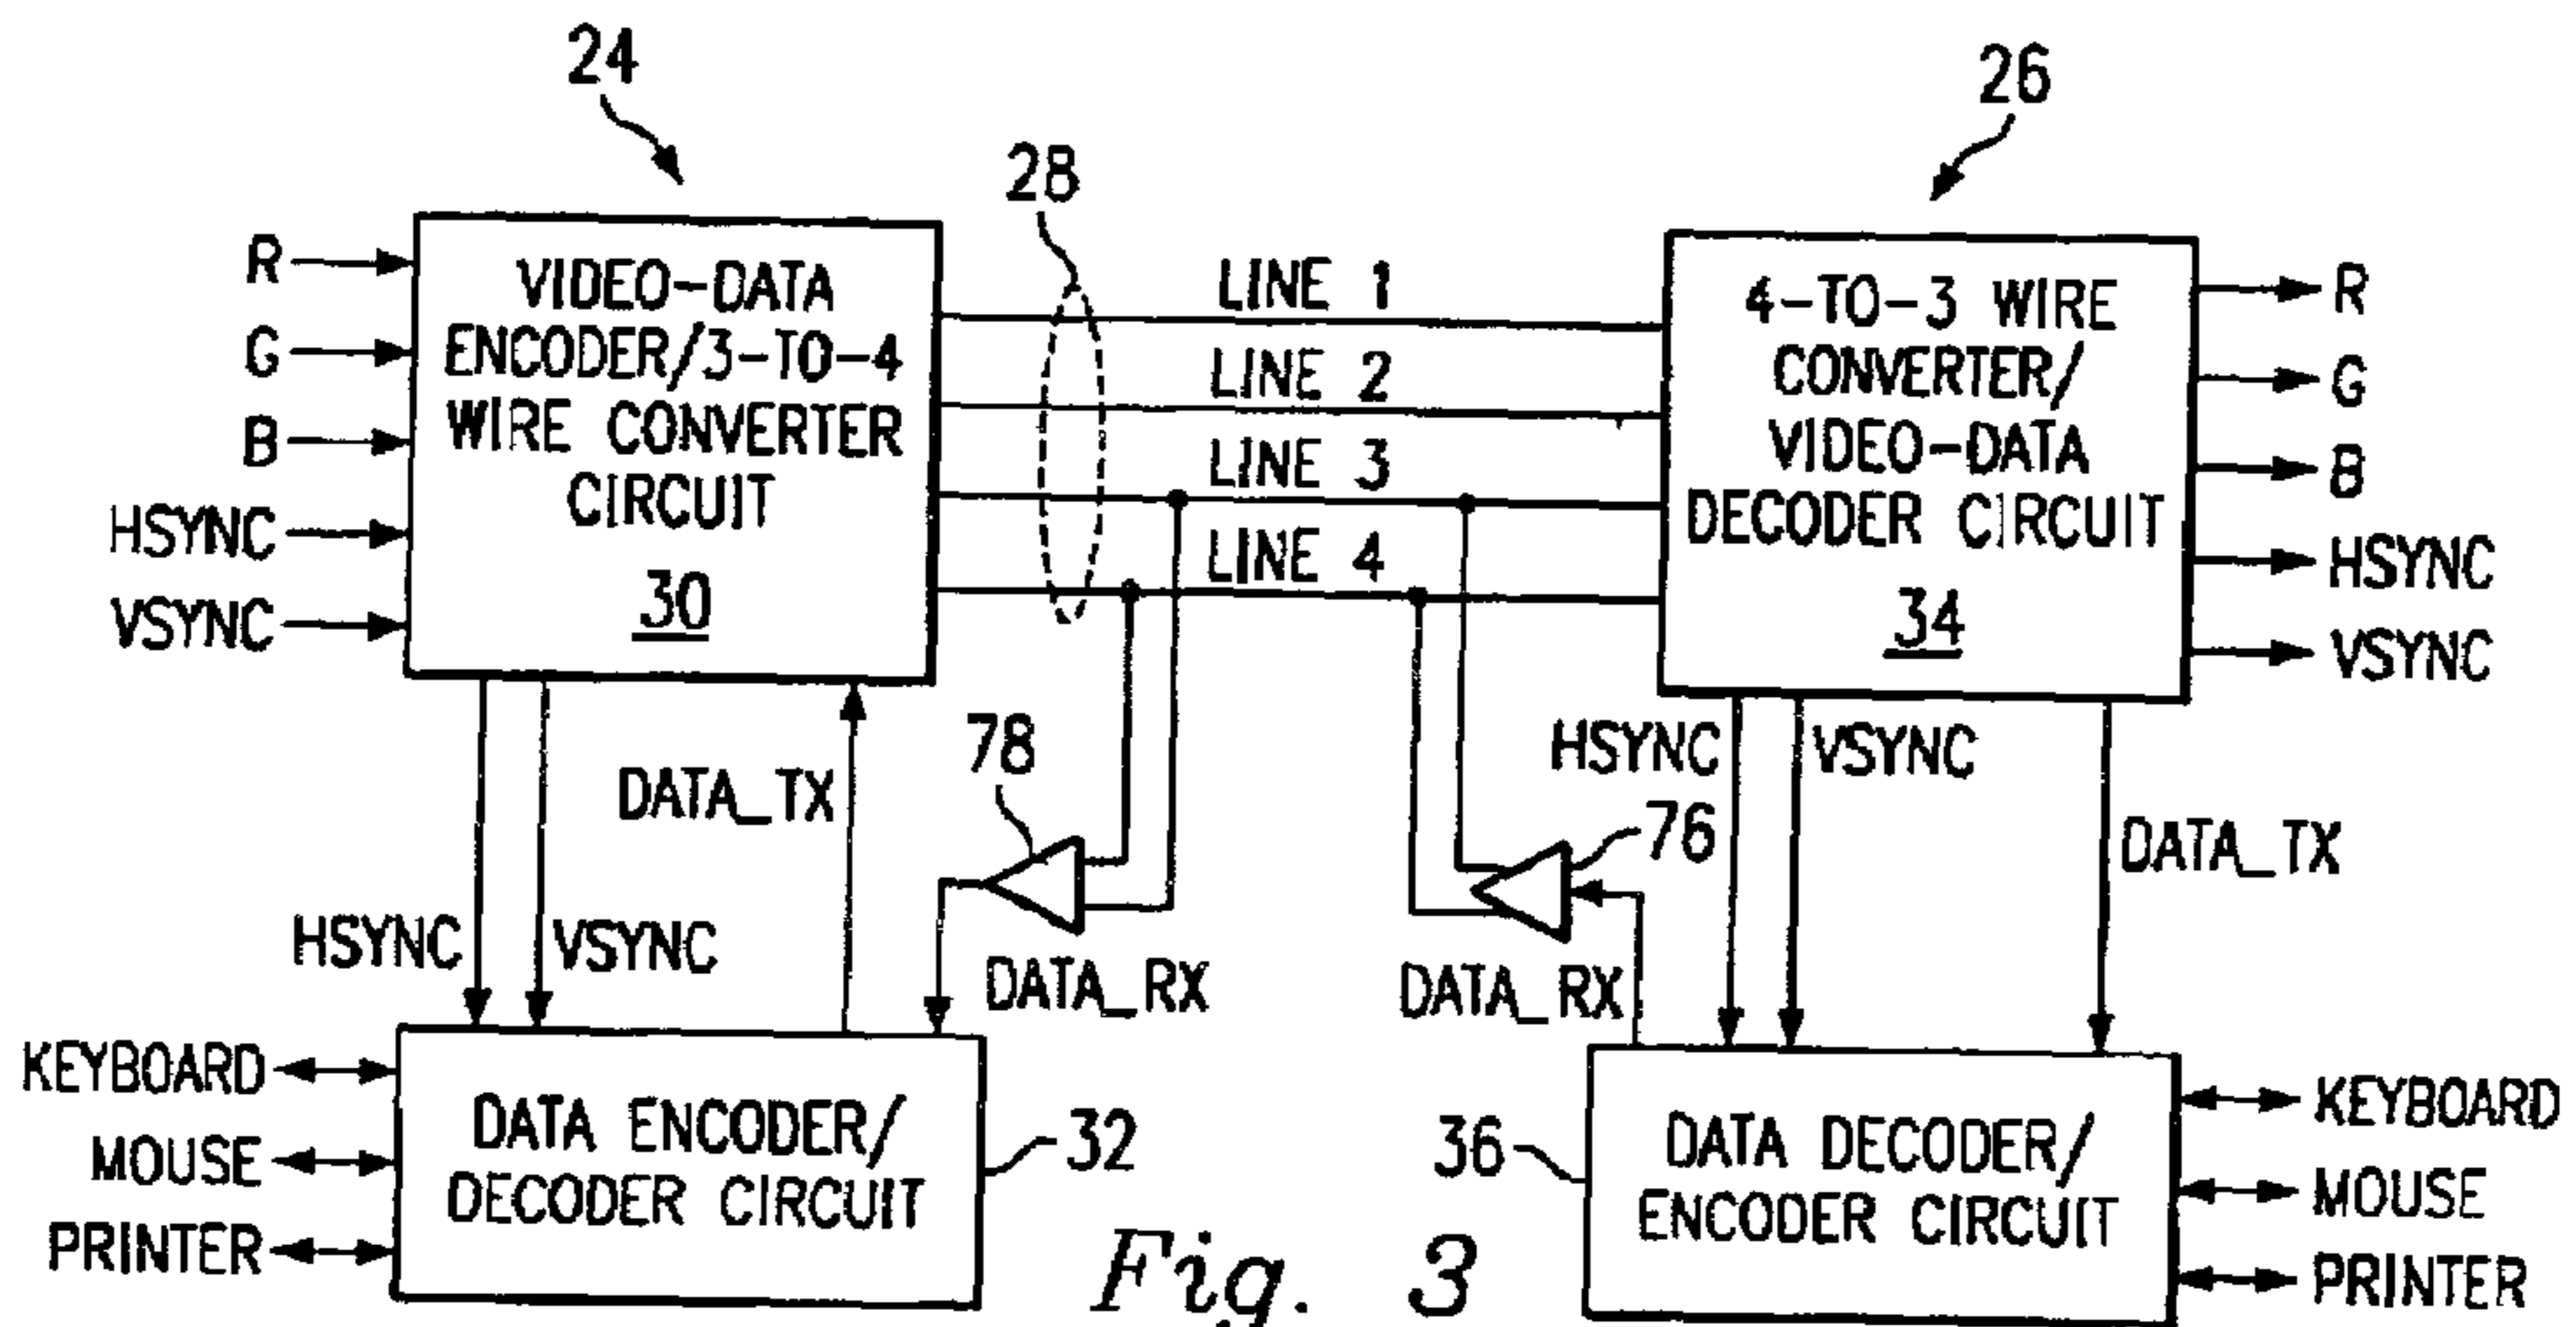 24
26
28
R
G
B
HSYNC
VSYNC
VIDEO-DATA
ENCODER/3-TO-4
WIRE CONVERTER
CIRCUIT
30
LINE 1
LINE 2
LINE 3
LINE 4
4-TO-3 WIRE
CONVERTER/
VIDEO-DATA
DECODER CIRCUIT
34
R
G
B
HSYNC
VSYNC
HSYNC
VSYNC
DATA_TX
78
DATA_RX
76
DATA_RX
HSYNC
VSYNC
DATA_TX
KEYBOARD
MOUSE
PRINTER
DATA ENCODER/
DECODER CIRCUIT
32
36
DATA DECODER/
ENCODER CIRCUIT
KEYBOARD
MOUSE
PRINTER
Fig. 3